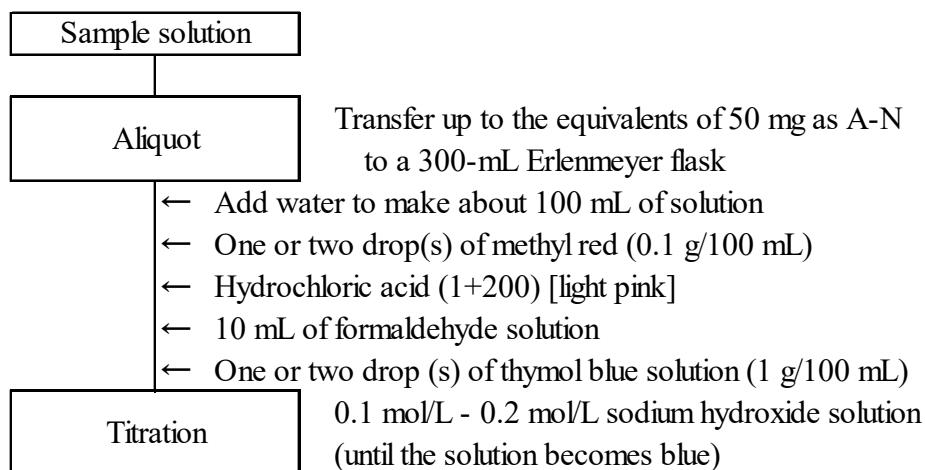 Sample solution
Aliquot
Transfer up to the equivalents of 50 mg as A-N
to a 300-mL Erlenmeyer flask
← Add water to make about 100 mL of solution
← One or two drop(s) of methyl red (0.1 g/100 mL)
← Hydrochloric acid (1+200) [light pink]
← 10 mL of formaldehyde solution
← One or two drop (s) of thymol blue solution (1 g/100 mL)
Titration
0.1 mol/L - 0.2 mol/L sodium hydroxide solution
(until the solution becomes blue)